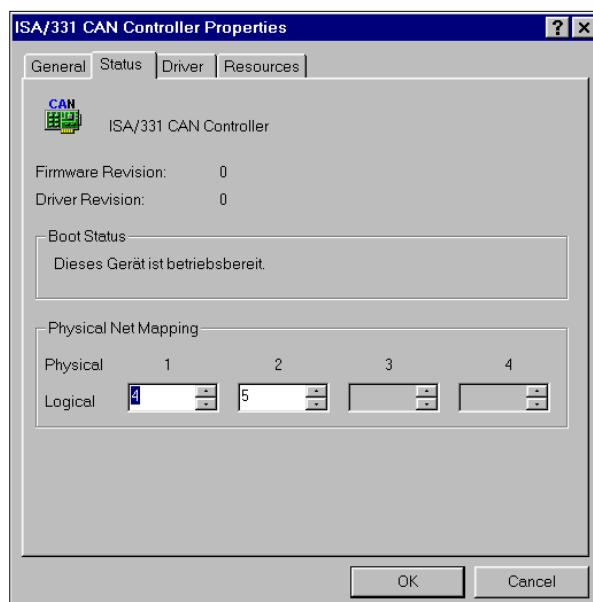 ISA/331 CAN Controller Properties
General Status Driver Resources
CAN
ISA/331 CAN Controller
Firmware Revision: 0
Driver Revision: 0
Boot Status
Dieses Gerät ist betriebsbereit.
Physical Net Mapping
Physical 1 2 3 4
Logical 4 5
OK Cancel